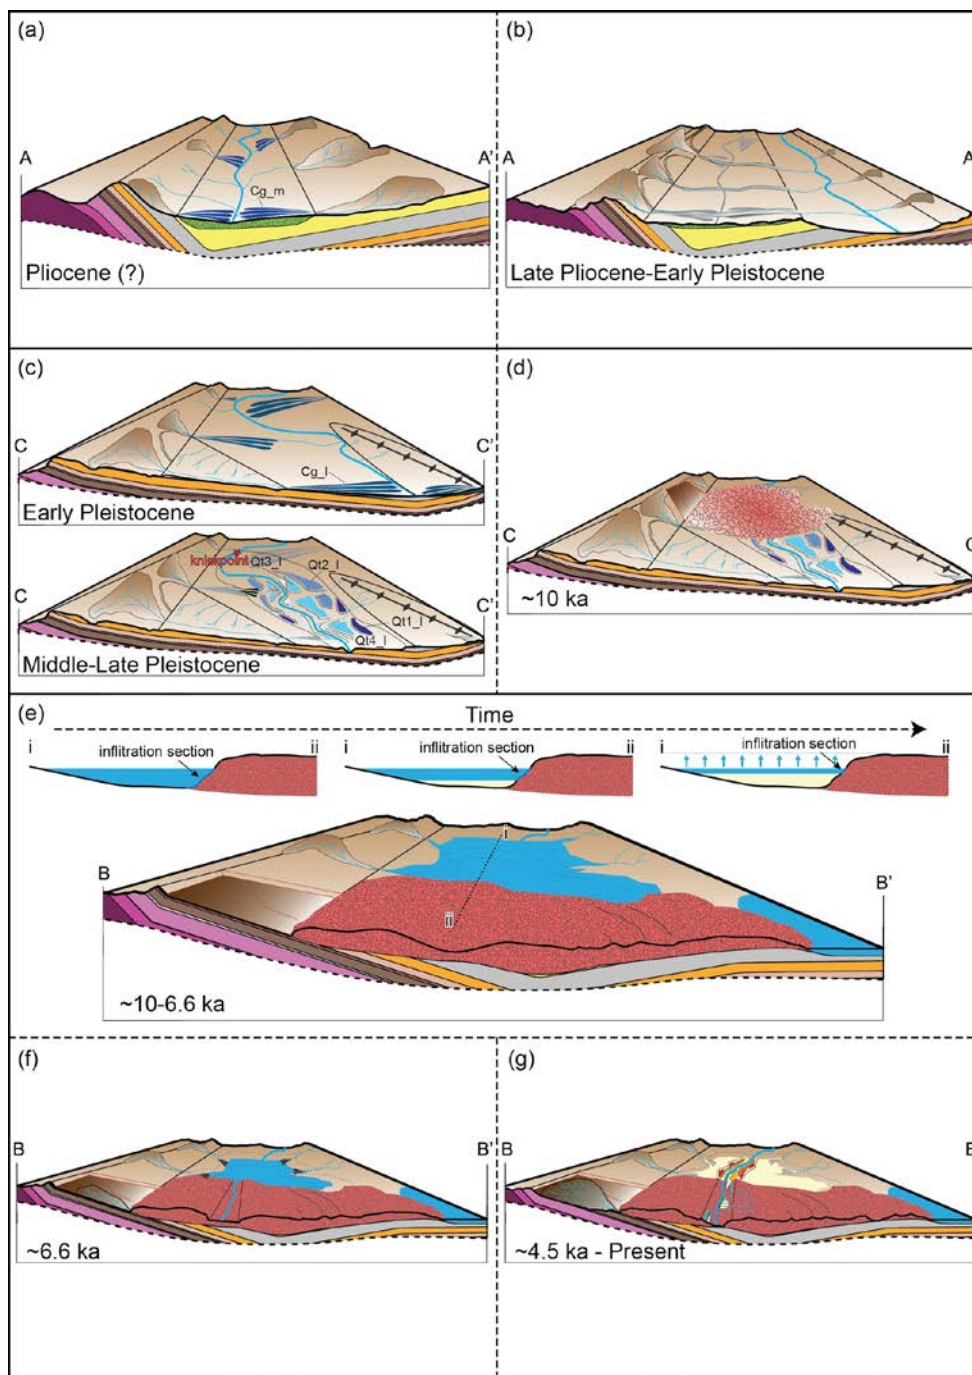 (a)
A
A'
Cg_m
Pliocene (?)
(b)
A
A
Late Pliocene-Early Pleistocene
(c)
C
C'
Cg_l
Early Pleistocene
knickpoint
Qt3_l
Qt2_l
C
C'
Qt1_l
Qt4_l
Middle-Late Pleistocene
(d)
C
C
~10 ka
(e)
Time
i
inflitration section
ii
i
inflitration section
ii
i
inflitration section
ii
i
B
B'
ii
~10-6.6 ka
(f)
B
B'
~6.6 ka
(g)
B
B
~4.5 ka - Present